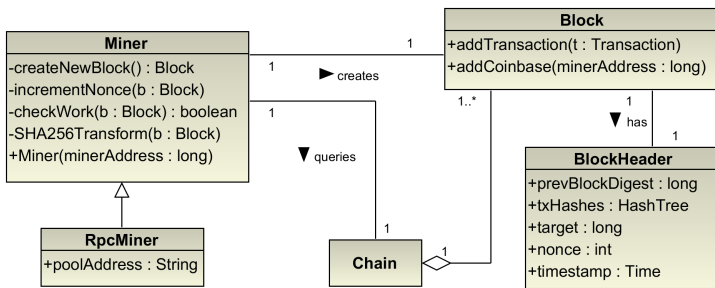 Miner
-createNewBlock() : Block
-incrementNonce(b : Block)
-checkWork(b : Block) : boolean
-SHA256Transform(b : Block)
+Miner(minerAddress : long)
1
1
creates
Block
+addTransaction(t : Transaction)
+addCoinbase(minerAddress : long)
1
queries
1
1..*
1
1
has
1
BlockHeader
+prevBlockDigest : long
+txHashes : HashTree
+target : long
+nonce : int
+timestamp : Time
RpcMiner
+poolAddress : String
Chain